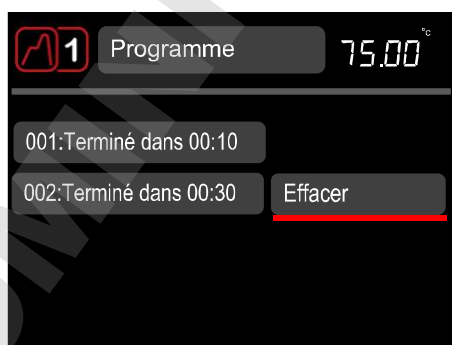 1 Programme 75.00 °c
001:Terminé dans 00:10
002:Terminé dans 00:30 Effacer